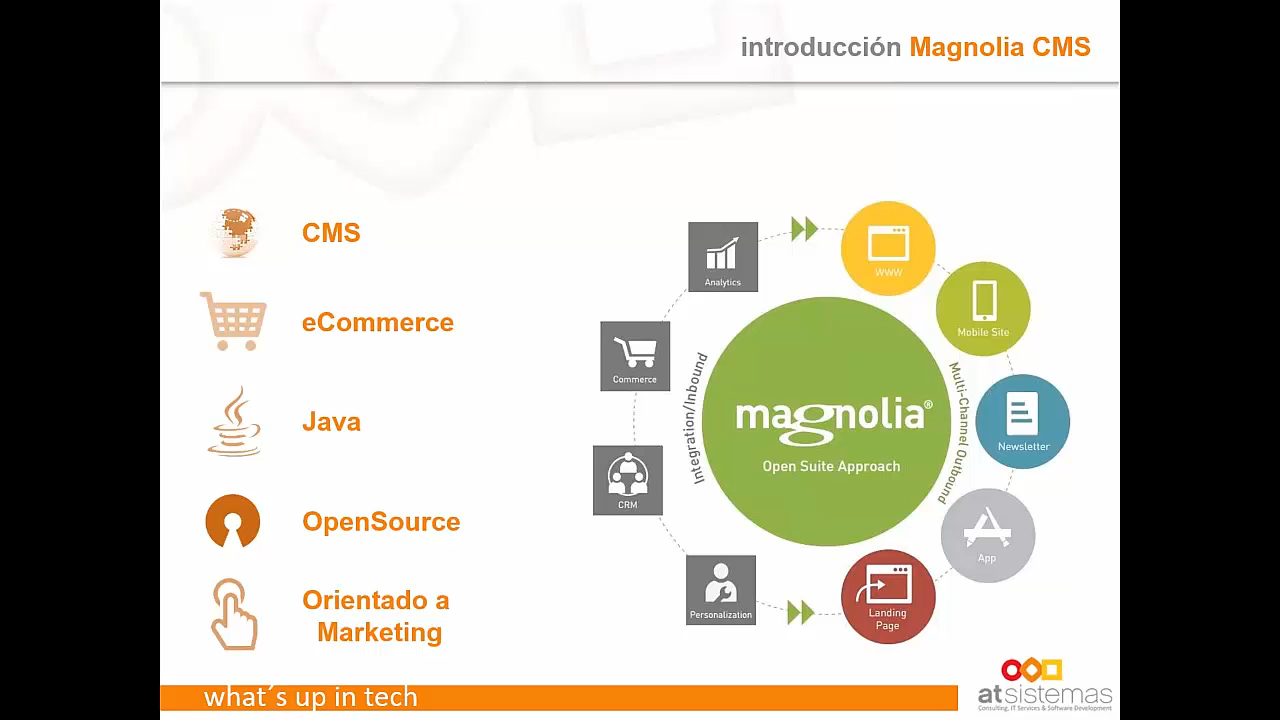 introducción Magnolia CMS
CMS
eCommerce
Java
OpenSource
Orientado a
Marketing
Analytics
Commerce
CRM
Personalization
Integration/Inbound
magnolia®
Open Suite Approach
Multi-Channel Outbound
WWW
Mobile Site
Newsletter
App
Landing
Page
what´s up in tech
atsistemas
Consulting, IT Services & Software Development